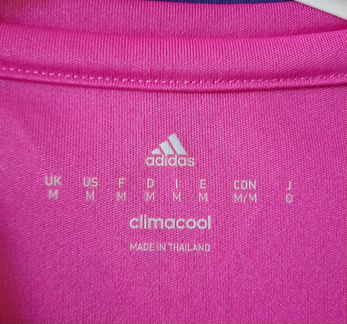 adidas
UK US F D I E CDN J
M M M M M M M/M O
climacool
MADE IN THAILAND